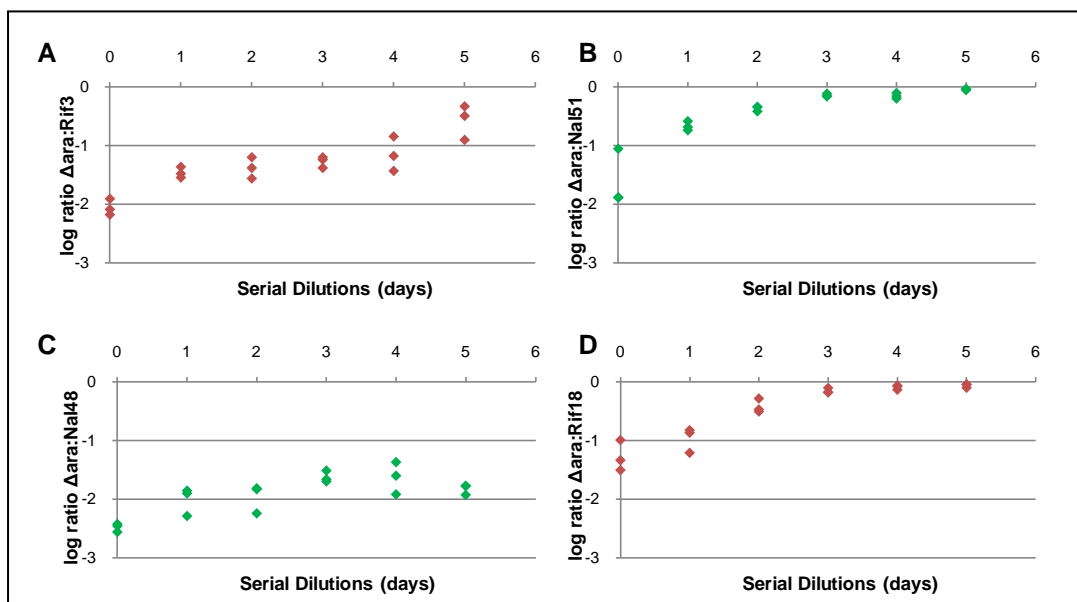 A
0 1 2 3 4 5 6
0
-1
-2
-3
log ratio Δara:Rif3
Serial Dilutions (days)
B
0 1 2 3 4 5 6
0
-1
-2
-3
log ratio Δara:Nal51
Serial Dilutions (days)
C
0 1 2 3 4 5 6
0
-1
-2
-3
log ratio Δara:Nal48
Serial Dilutions (days)
D
0 1 2 3 4 5 6
0
-1
-2
-3
log ratio Δara:Rif18
Serial Dilutions (days)